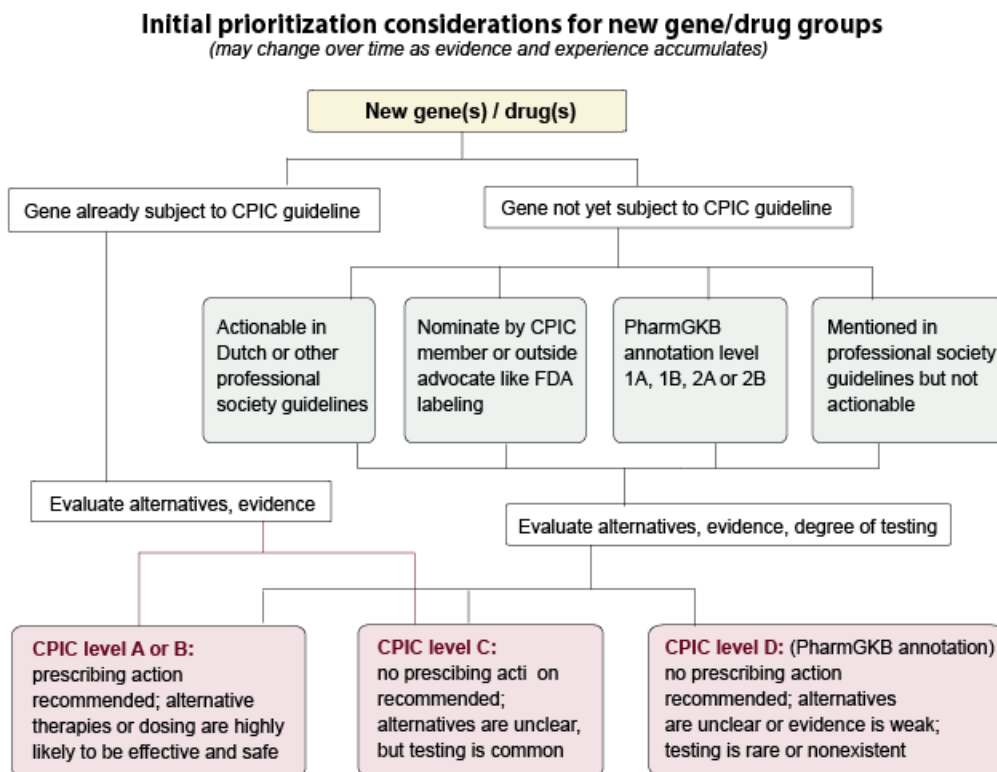 Initial prioritization considerations for new gene/drug groups
(may change over time as evidence and experience accumulates)
New gene(s) / drug(s)
Gene already subject to CPIC guideline
Gene not yet subject to CPIC guideline
Actionable in
Dutch or other
professional
society guidelines
Nominate by CPIC
member or outside
advocate like FDA
labeling
PharmGKB
annotation level
1A, 1B, 2A or 2B
Mentioned in
professional society
guidelines but not
actionable
Evaluate alternatives, evidence
Evaluate alternatives, evidence, degree of testing
CPIC level A or B:
prescribing action
recommended; alternative
therapies or dosing are highly
likely to be effective and safe
CPIC level C:
no prescibing acti on
recommended;
alternatives are unclear,
but testing is common
CPIC level D: (PharmGKB annotation)
no prescribing action
recommended; alternatives
are unclear or evidence is weak;
testing is rare or nonexistent